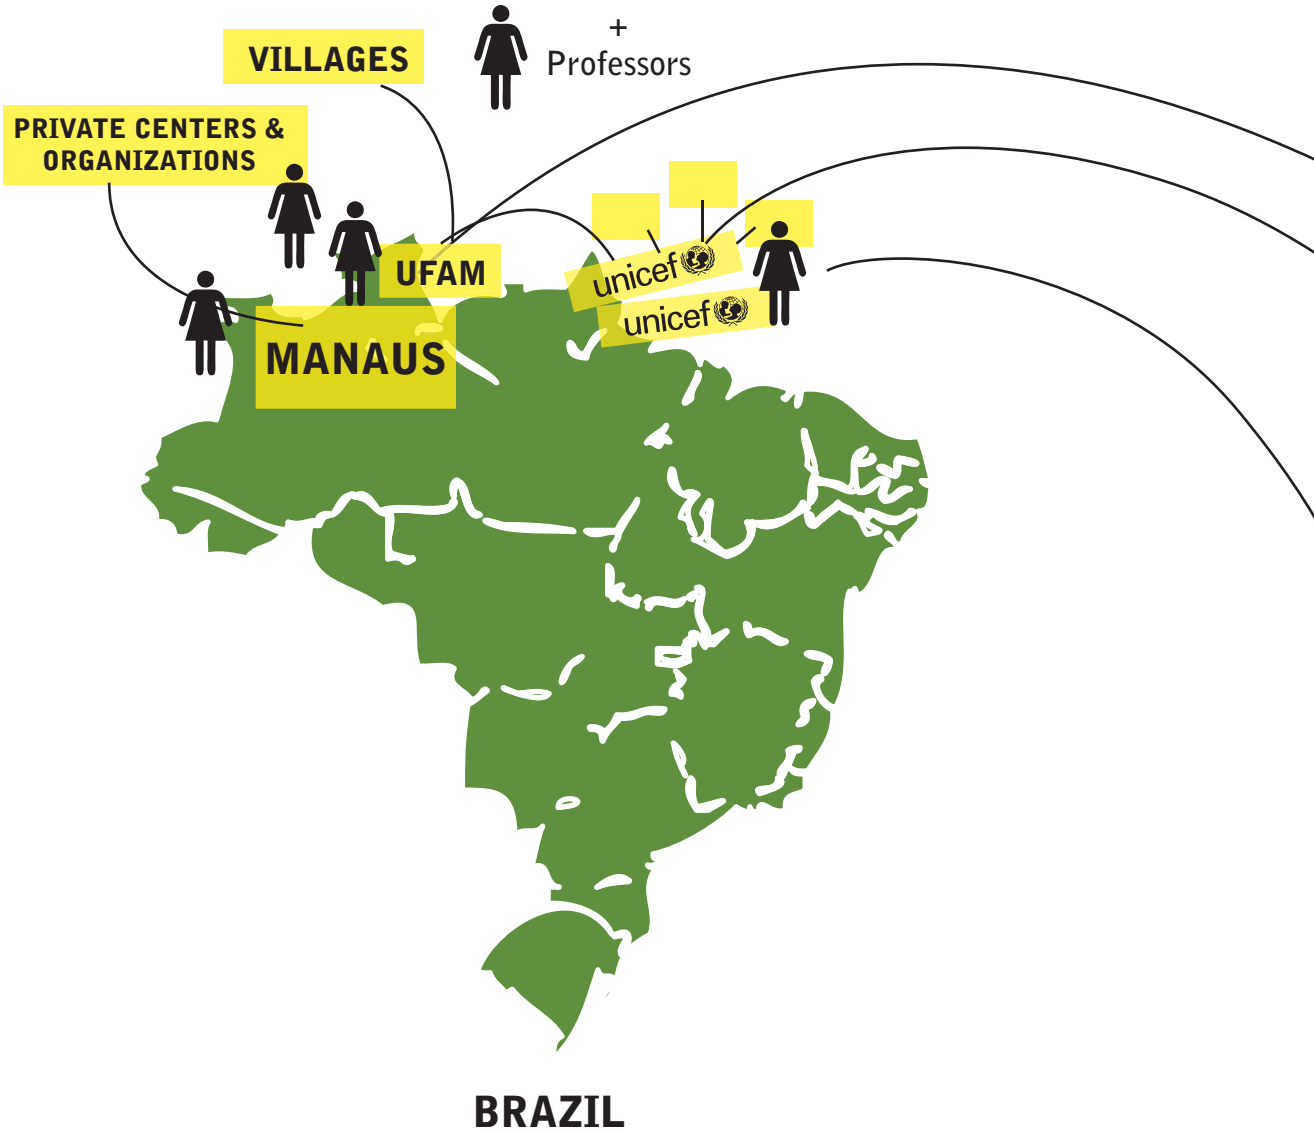 +
Professors
VILLAGES
PRIVATE CENTERS &
ORGANIZATIONS
UFAM
unicef
unicef
MANAUS
BRAZIL